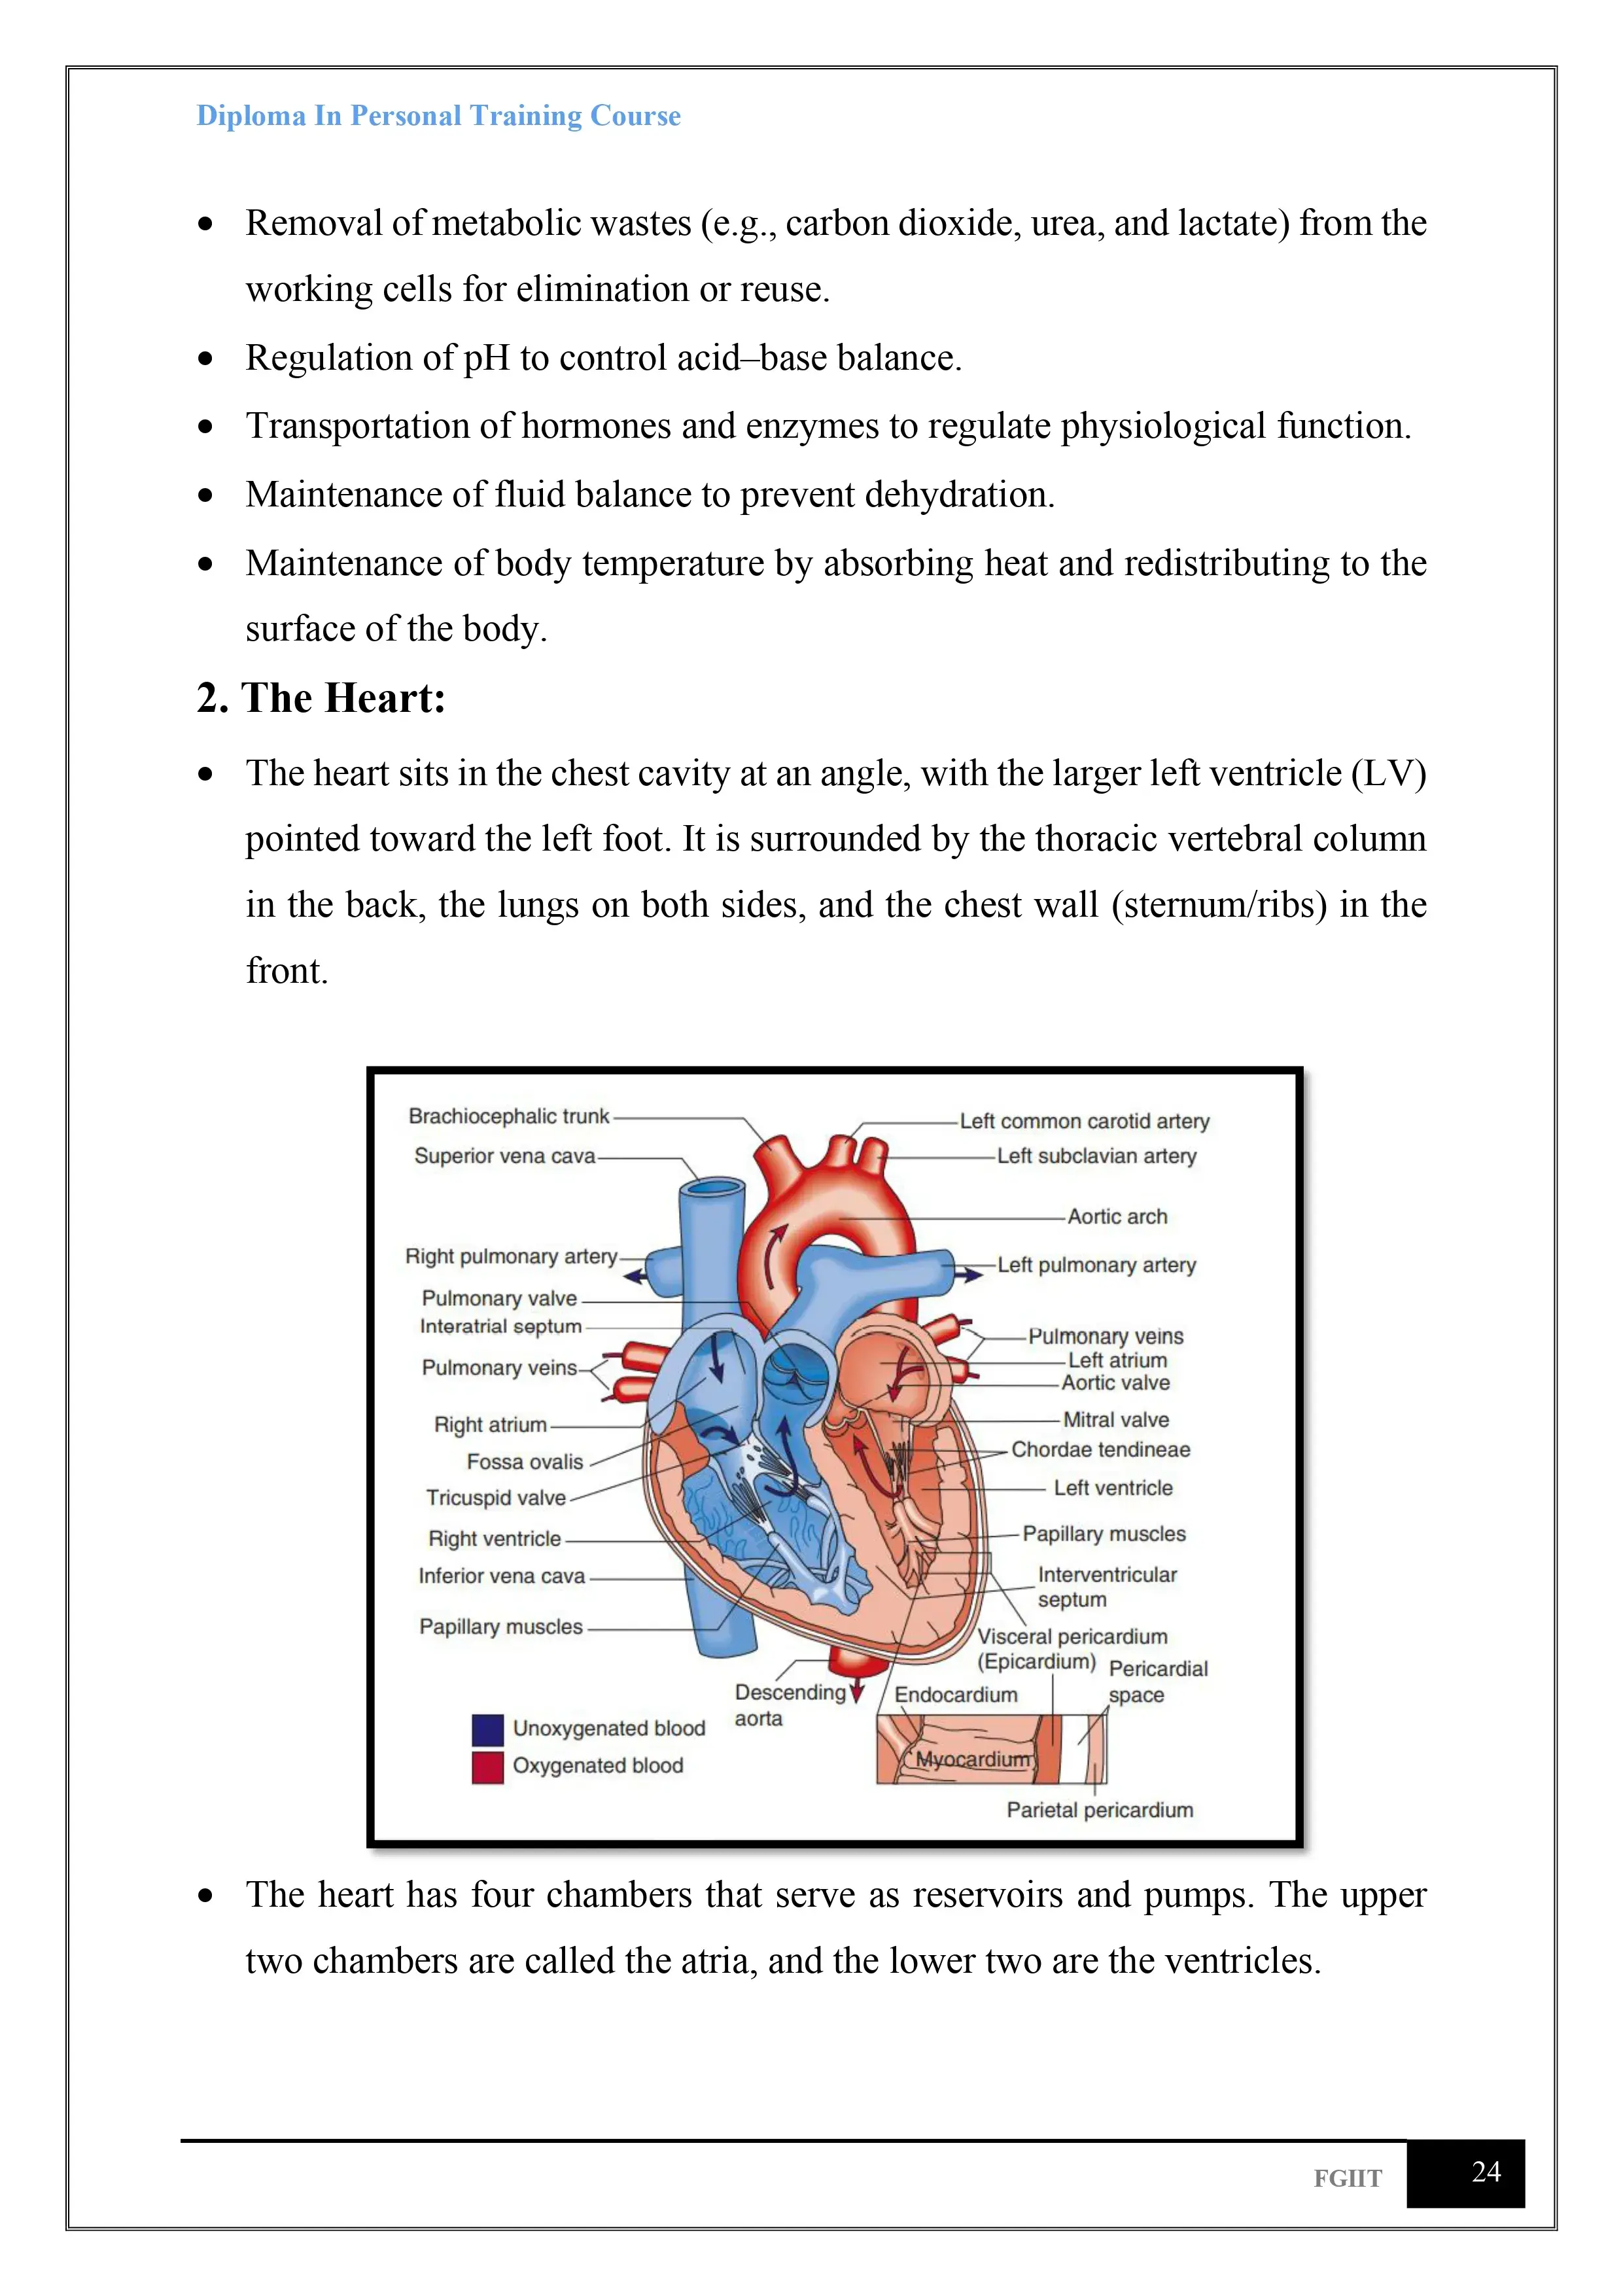 Diploma In Personal Training Course
• Removal of metabolic wastes (e.g., carbon dioxide, urea, and lactate) from the
working cells for elimination or reuse.
• Regulation of pH to control acid–base balance.
• Transportation of hormones and enzymes to regulate physiological function.
• Maintenance of fluid balance to prevent dehydration.
• Maintenance of body temperature by absorbing heat and redistributing to the
surface of the body.
2. The Heart:
• The heart sits in the chest cavity at an angle, with the larger left ventricle (LV)
pointed toward the left foot. It is surrounded by the thoracic vertebral column
in the back, the lungs on both sides, and the chest wall (sternum/ribs) in the
front.
Brachiocephalic trunk
Superior vena cava
Right pulmonary artery
Pulmonary valve
Interatrial septum
Pulmonary veins
Right atrium
Fossa ovalis
Tricuspid valve
Right ventricle
Inferior vena cava
Papillary muscles
Left common carotid artery
Left subclavian artery
Aortic arch
Left pulmonary artery
Pulmonary veins
Left atrium
Aortic valve
Mitral valve
Chordae tendineae
Left ventricle
Papillary muscles
Interventricular
septum
Visceral pericardium
(Epicardium)
Pericardial
space
Descending
aorta
Endocardium
Myocardium
Parietal pericardium
Unoxygenated blood
Oxygenated blood
• The heart has four chambers that serve as reservoirs and pumps. The upper
two chambers are called the atria, and the lower two are the ventricles.
FGIIT
24